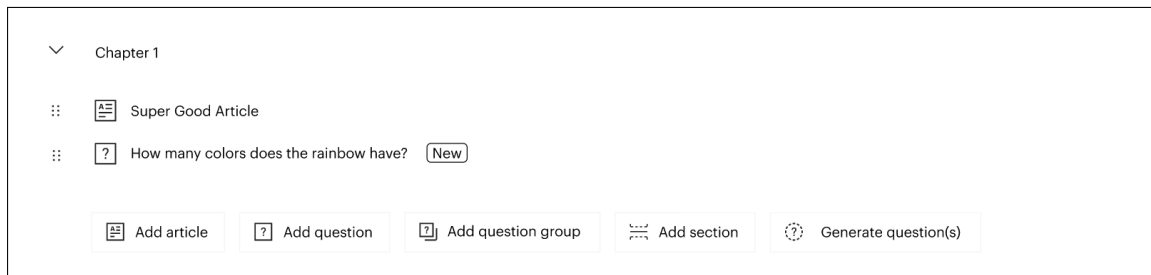 Chapter 1
Super Good Article
How many colors does the rainbow have? New
Add article Add question Add question group Add section Generate question(s)